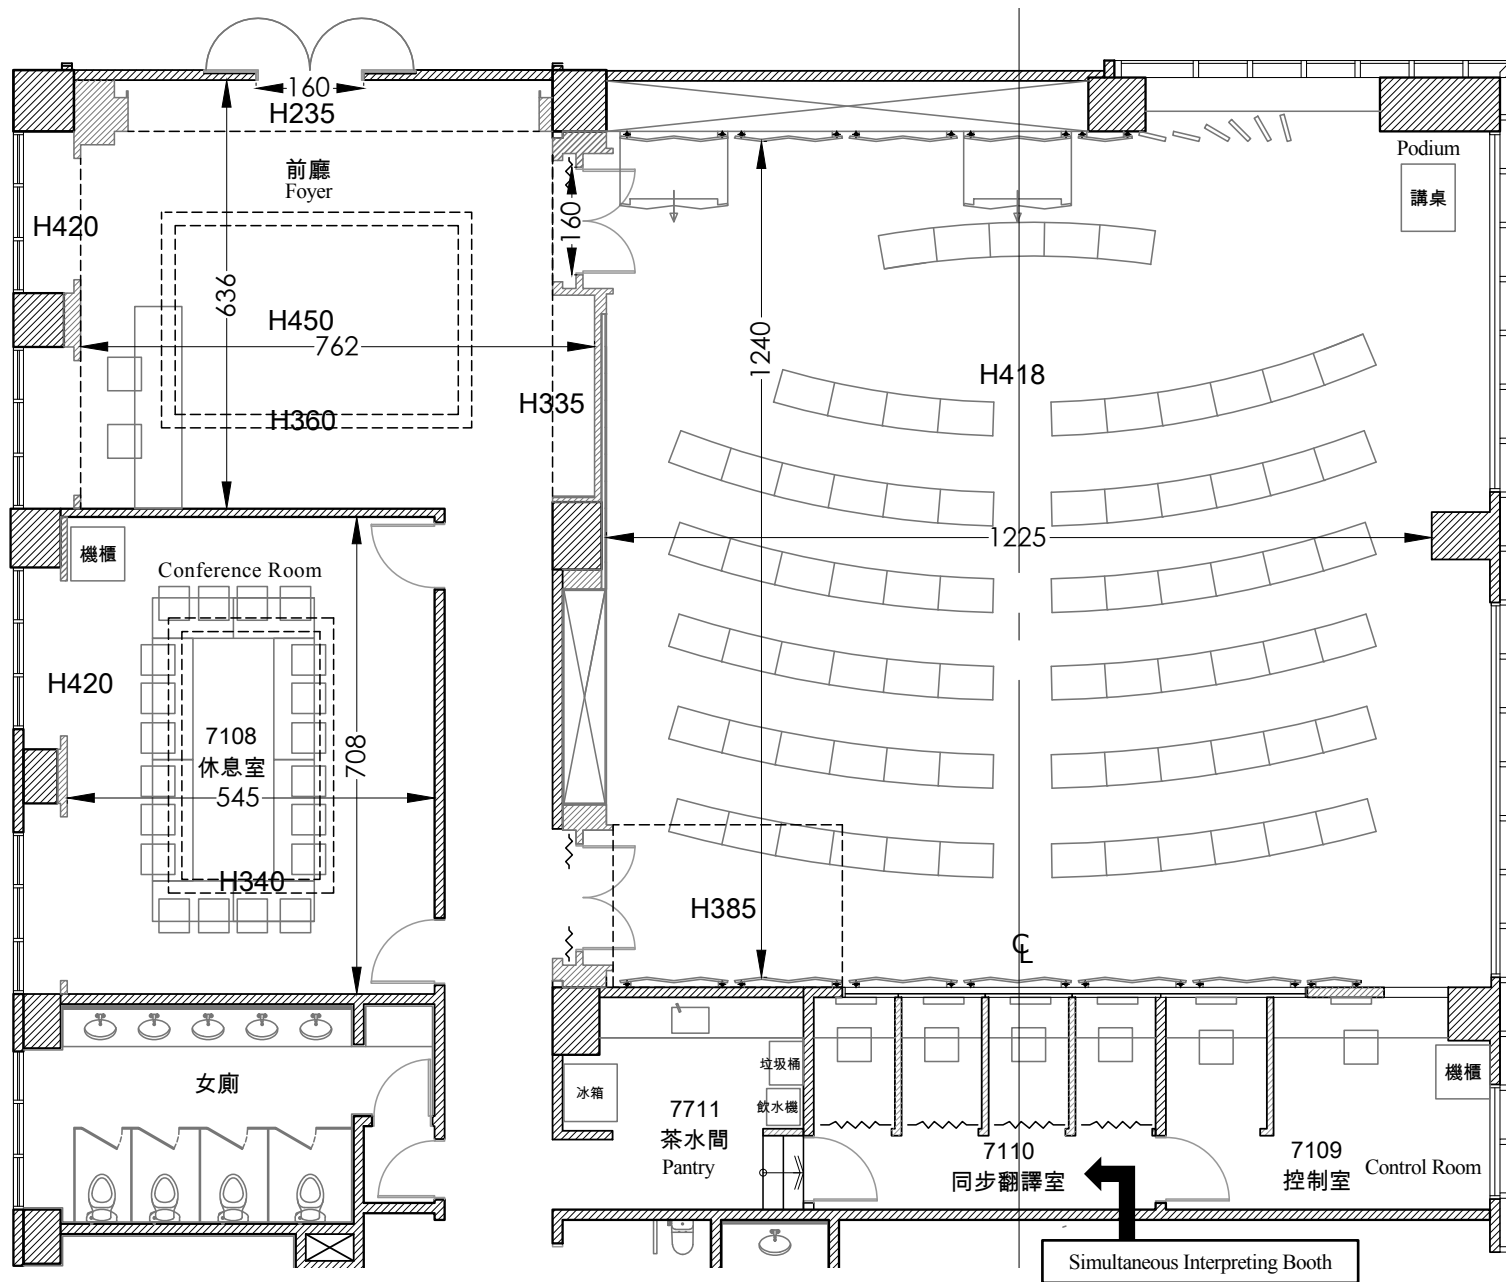 160
H235
前廳
Foyer
H420
636
160
H450
762
H360
H335
1240
H418
Podium
講桌
1225
機櫃
Conference Room
H420
7108
休息室
545
708
H340
H385
CL
女廁
冰箱
垃圾桶
飲水機
7711
茶水間
Pantry
7110
同步翻譯室
7109
控制室
Control Room
機櫃
Simultaneous Interpreting Booth